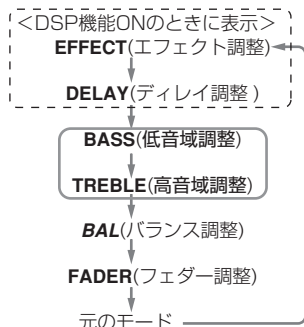 <DSP機能ONのときに表示>
EFFECT(エフェクト調整)
DELAY(ディレイ調整 )
BASS(低音域調整)
TREBLE(高音域調整)
BAL(バランス調整)
FADER(フェダー調整)
元のモード